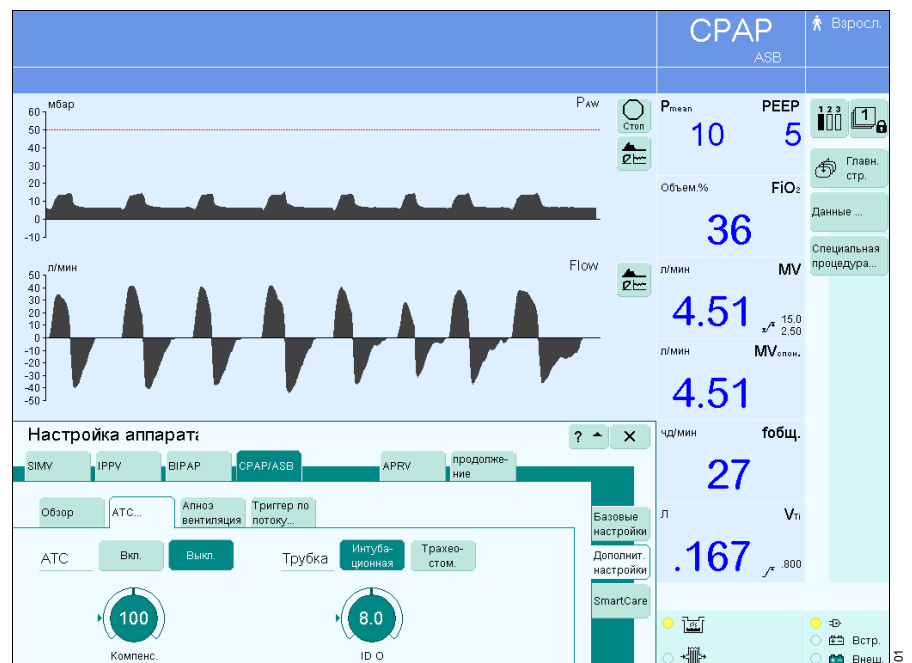 CPAP
ASB
Взросл.
мбар
Paw
60
50
40
30
20
10
0
-10
Стоп
л/мин
Flow
50
40
30
20
10
0
-10
-20
-30
-40
-50
Pmean PEEP
10 5
Объем.% FiO₂
36
л/мин MV
4.51
15.0
2.50
л/мин MVспон.
4.51
чд/мин fобщ.
27
л VTi
.167
.800
1 2 3
1
Главн.
стр.
Данные ...
Специальная
процедура...
Настройка аппарата
? ×
SIMV IPPV BIPAP CPAP/ASB APRV продолже-
ние
Обзор ATC... Апноэ
вентиляция Триггер по
потоку...
ATC Вкл. Выкл. Трубка Интуба-
ционная Трахео-
стом.
100 8.0
Компенс. ID O
Базовые
настройки
Дополнит.
настройки
SmartCare
Встр.
Внеш.
01